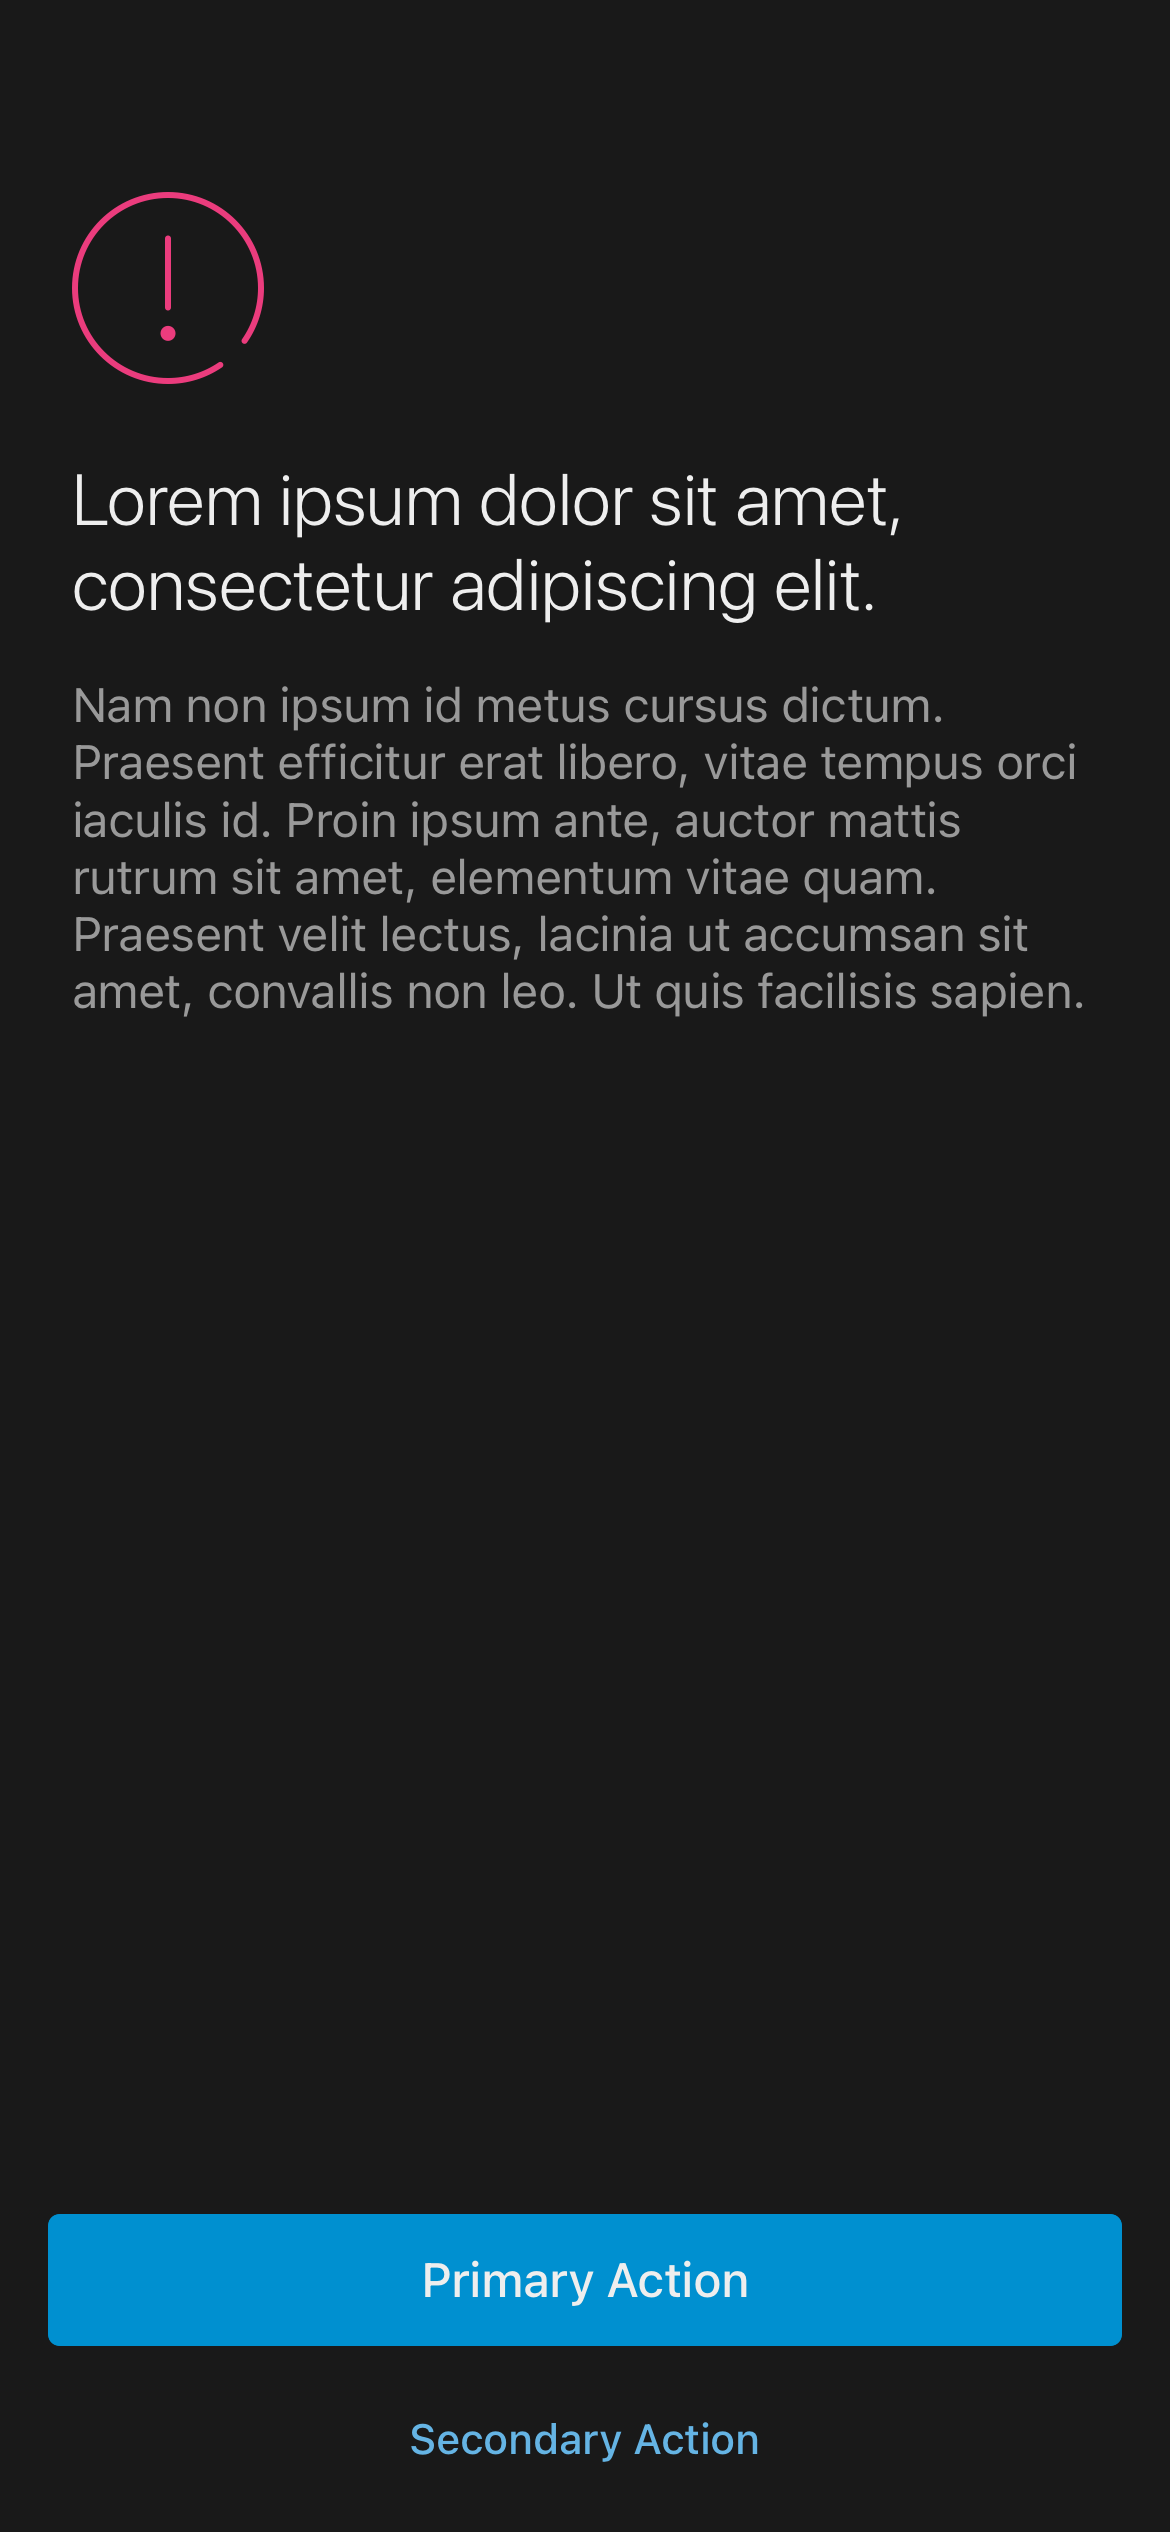 Lorem ipsum dolor sit amet,
consectetur adipiscing elit.
Nam non ipsum id metus cursus dictum.
Praesent efficitur erat libero, vitae tempus orci
iaculis id. Proin ipsum ante, auctor mattis
rutrum sit amet, elementum vitae quam.
Praesent velit lectus, lacinia ut accumsan sit
amet, convallis non leo. Ut quis facilisis sapien.
Primary Action
Secondary Action